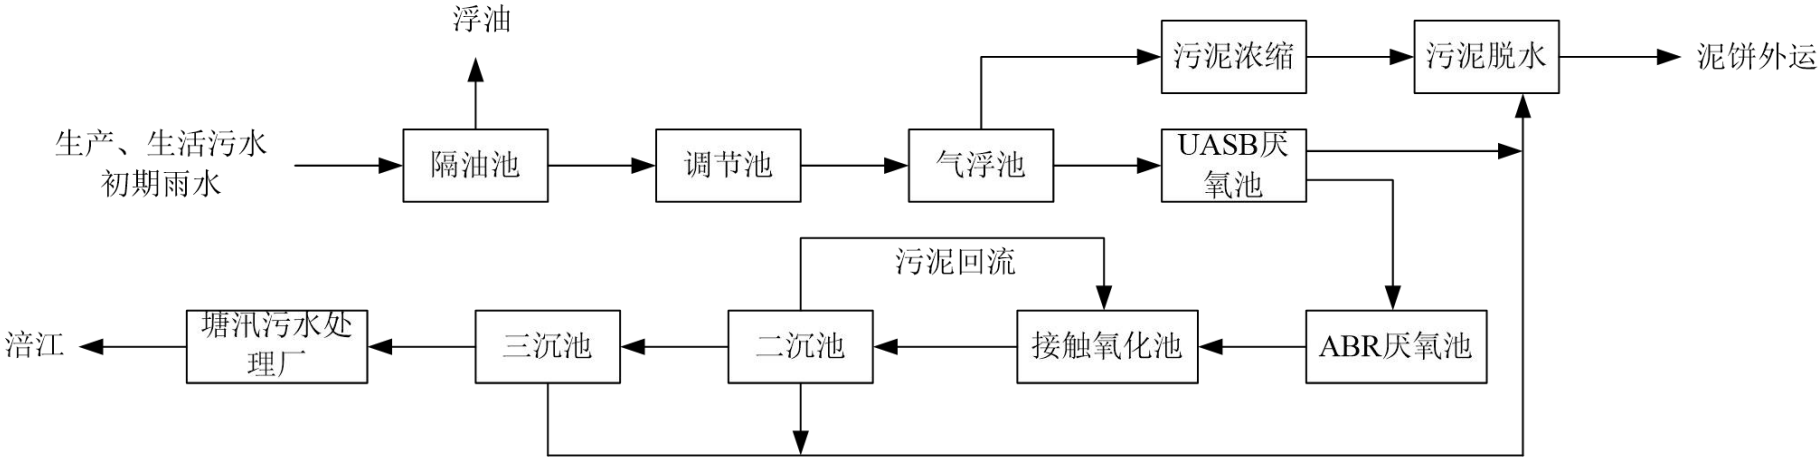 浮油
污泥浓缩
污泥脱水
泥饼外运
生产、生活污水
初期雨水
隔油池
调节池
气浮池
UASB厌
氧池
污泥回流
涪江
塘汛污水处
理厂
三沉池
二沉池
接触氧化池
ABR厌氧池